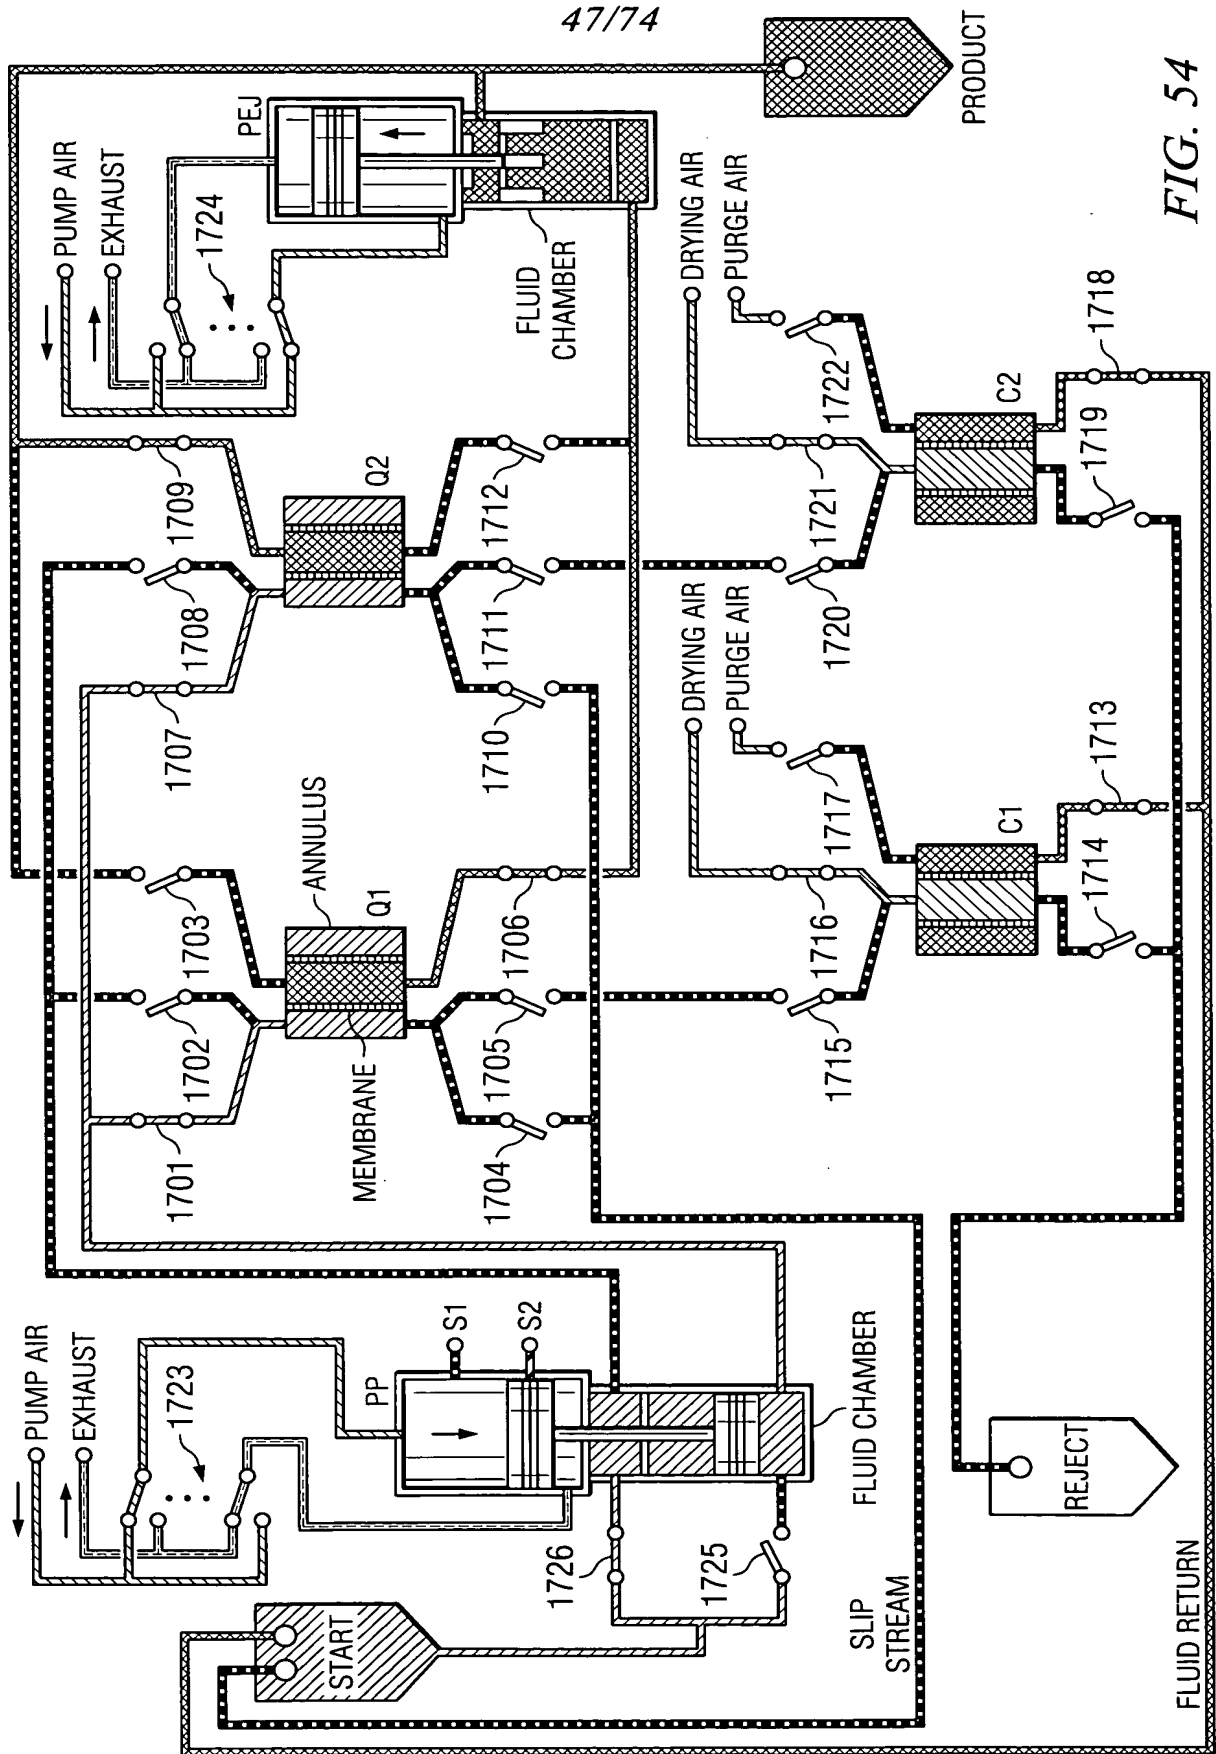 47/74
PUMP AIR
EXHAUST
1723
PP
S1
S2
START
1726
1725
FLUID CHAMBER
SLIP
STREAM
REJECT
FLUID RETURN
1701
1702
1703
MEMBRANE
ANNULUS
Q1
1704
1705
1706
1707
1708
1709
Q2
1710
1711
1712
PUMP AIR
EXHAUST
1724
PEJ
FLUID
CHAMBER
PRODUCT
DRYING AIR
PURGE AIR
1715
1716
1717
C1
1714
1713
DRYING AIR
PURGE AIR
1720
1721
1722
C2
1719
1718
FIG. 54